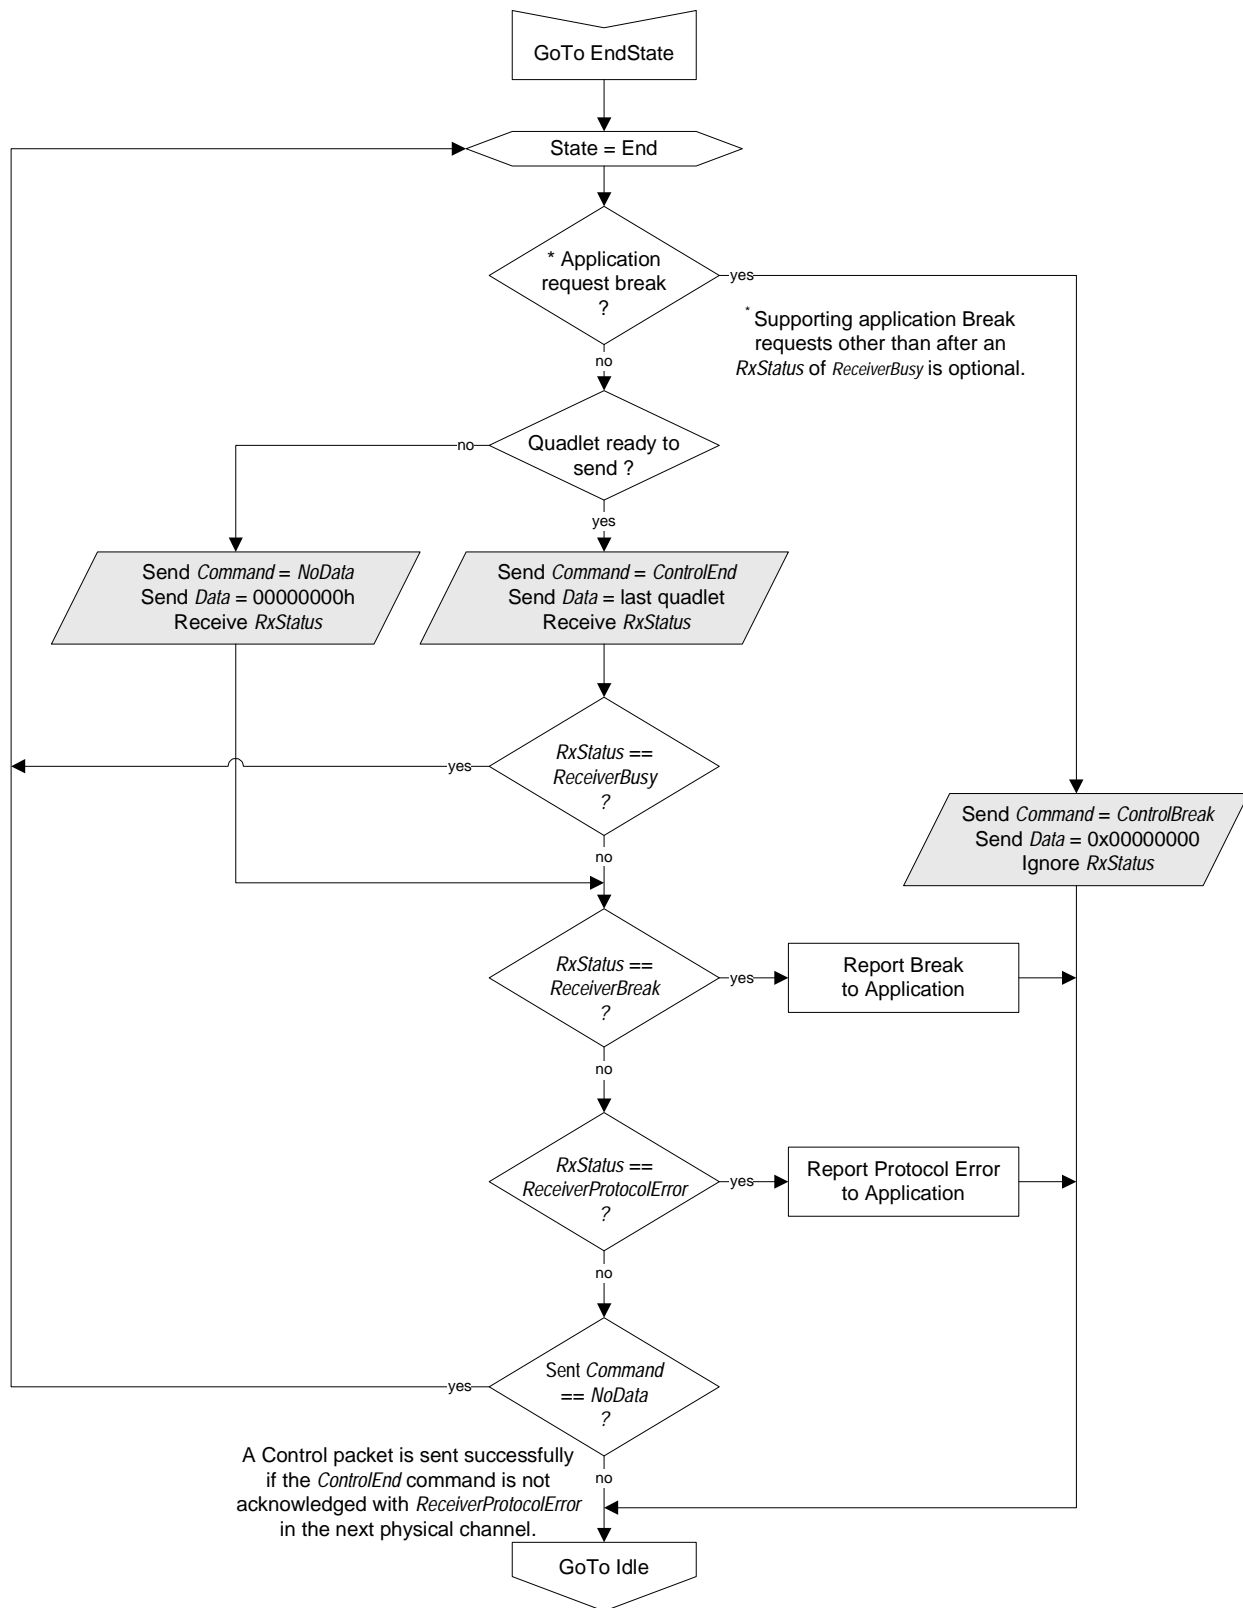 GoTo EndState
State = End
* Application
request break
?
yes
* Supporting application Break
requests other than after an
RxStatus of ReceiverBusy is optional.
no
Quadlet ready to
send ?
no
yes
Send Command = NoData
Send Data = 00000000h
Receive RxStatus
Send Command = ControlEnd
Send Data = last quadlet
Receive RxStatus
RxStatus ==
ReceiverBusy
?
yes
no
Send Command = ControlBreak
Send Data = 0x00000000
Ignore RxStatus
RxStatus ==
ReceiverBreak
?
yes
Report Break
to Application
no
RxStatus ==
ReceiverProtocolError
?
yes
Report Protocol Error
to Application
no
Sent Command
== NoData
?
yes
no
A Control packet is sent successfully
if the ControlEnd command is not
acknowledged with ReceiverProtocolError
in the next physical channel.
GoTo Idle